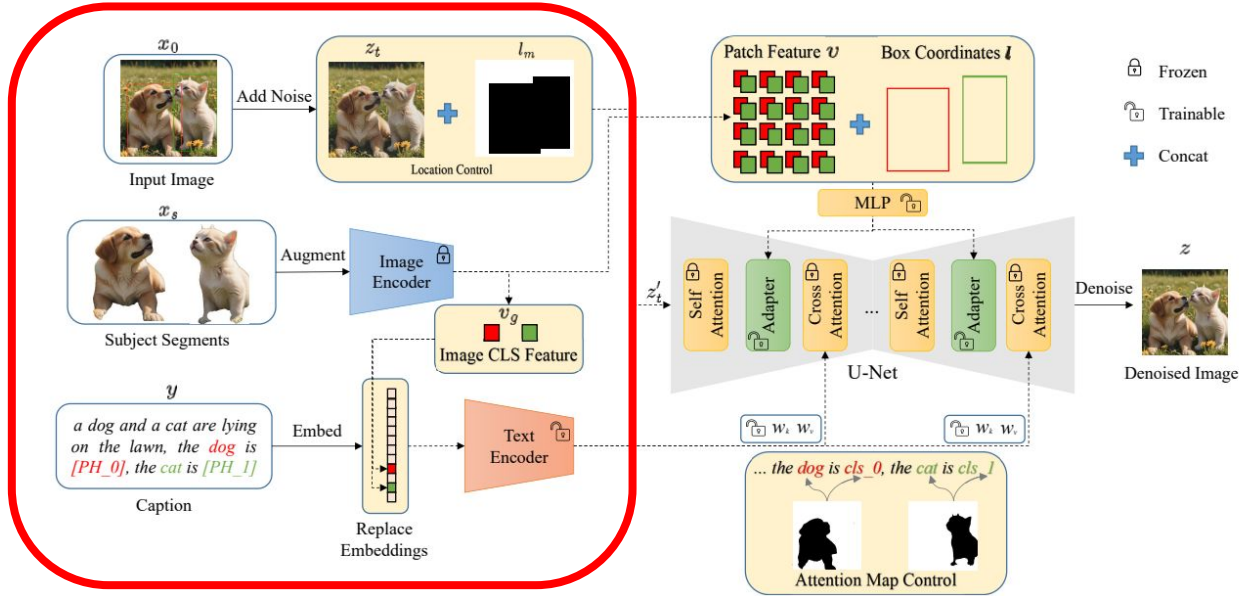 x₀
Add Noise
Input Image
z_t
l_m
Location Control
Patch Feature v
Box Coordinates l
Frozen
Trainable
Concat
MLP
x_s
Augment
Image
Encoder
Subject Segments
v_g
Image CLS Feature
z′_t
Self
Attention
Adapter
Cross
Attention
...
Self
Attention
Adapter
Cross
Attention
U-Net
Denoise
z
Denoised Image
y
a dog and a cat are lying
on the lawn, the dog is
[PH_0], the cat is [PH_1]
Caption
Embed
Replace
Embeddings
Text
Encoder
w_k w_v
w_k w_v
... the dog is cls_0, the cat is cls_1
Attention Map Control